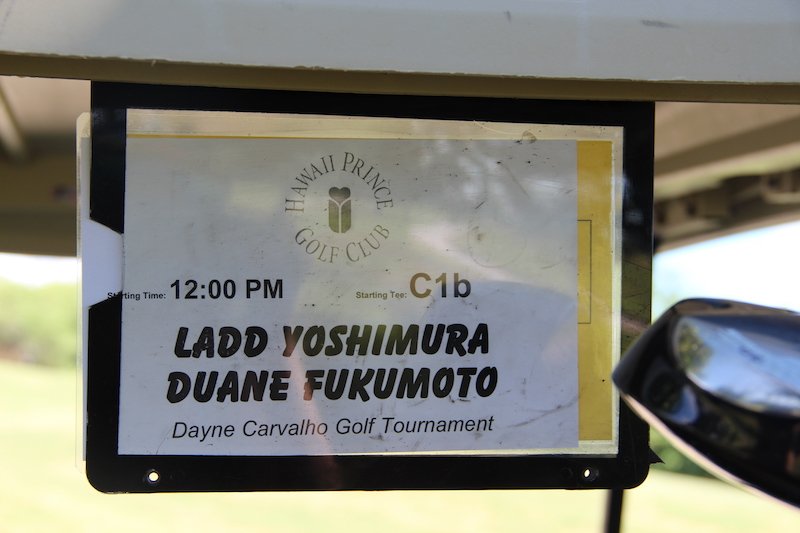 HAWAII PRINCE
GOLF CLUB
Starting Time: 12:00 PM Starting Tee: C1b
LADD YOSHIMURA
DUANE FUKUMOTO
Dayne Carvalho Golf Tournament